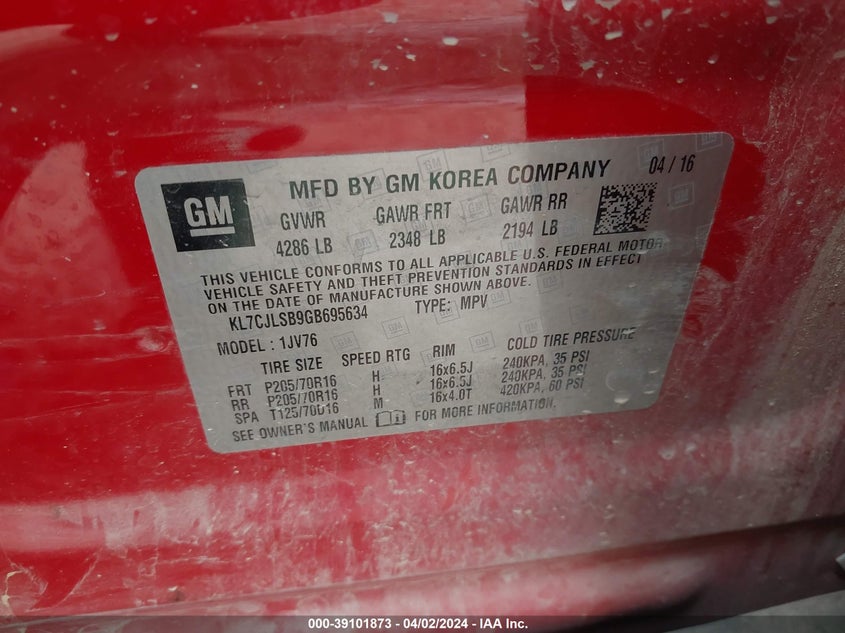 GM
MFD BY GM KOREA COMPANY 04 / 16
GVWR GAWR FRT GAWR RR
4286 LB 2348 LB 2194 LB
THIS VEHICLE CONFORMS TO ALL APPLICABLE U.S. FEDERAL MOTOR
VEHICLE SAFETY AND THEFT PREVENTION STANDARDS IN EFFECT
ON THE DATE OF MANUFACTURE SHOWN ABOVE.
KL7CJLSB9GB695634 TYPE: MPV
MODEL : 1JV76
TIRE SIZE SPEED RTG RIM COLD TIRE PRESSURE
FRT P205/70R16 H 16x6.5J 240KPA, 35 PSI
RR P205/70R16 H 16x6.5J 240KPA, 35 PSI
SPA T125/70D16 M 16x4.0T 420KPA, 60 PSI
SEE OWNER'S MANUAL FOR MORE INFORMATION.
000-39101873 - 04/02/2024 - IAA Inc.